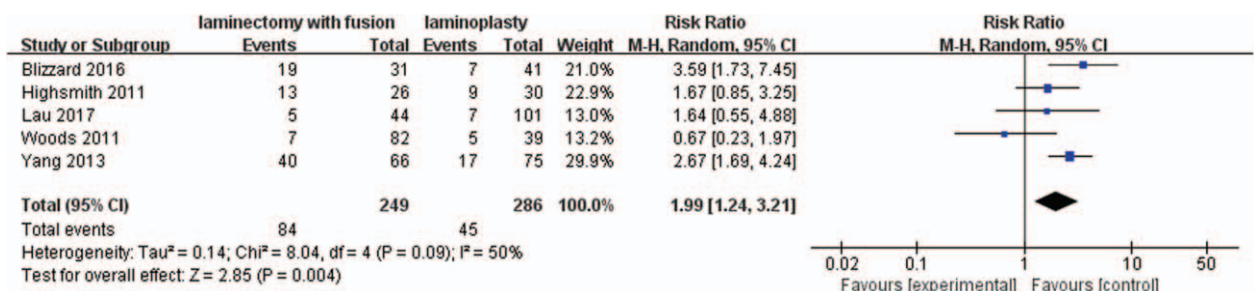 laminectomy with fusion laminoplasty Risk Ratio Risk Ratio
Study or Subgroup Events Total Events Total Weight M-H, Random, 95% CI M-H, Random, 95% CI
Blizzard 2016 19 31 7 41 21.0% 3.59 [1.73, 7.45]
Highsmith 2011 13 26 9 30 22.9% 1.67 [0.85, 3.25]
Lau 2017 5 44 7 101 13.0% 1.64 [0.55, 4.88]
Woods 2011 7 82 5 39 13.2% 0.67 [0.23, 1.97]
Yang 2013 40 66 17 75 29.9% 2.67 [1.69, 4.24]
Total (95% CI) 249 286 100.0% 1.99 [1.24, 3.21]
Total events 84 45
Heterogeneity: Tau² = 0.14; Chi² = 8.04, df = 4 (P = 0.09); I² = 50%
Test for overall effect: Z = 2.85 (P = 0.004)
0.02 0.1 1 10 50
Favours [experimental] Favours [control]